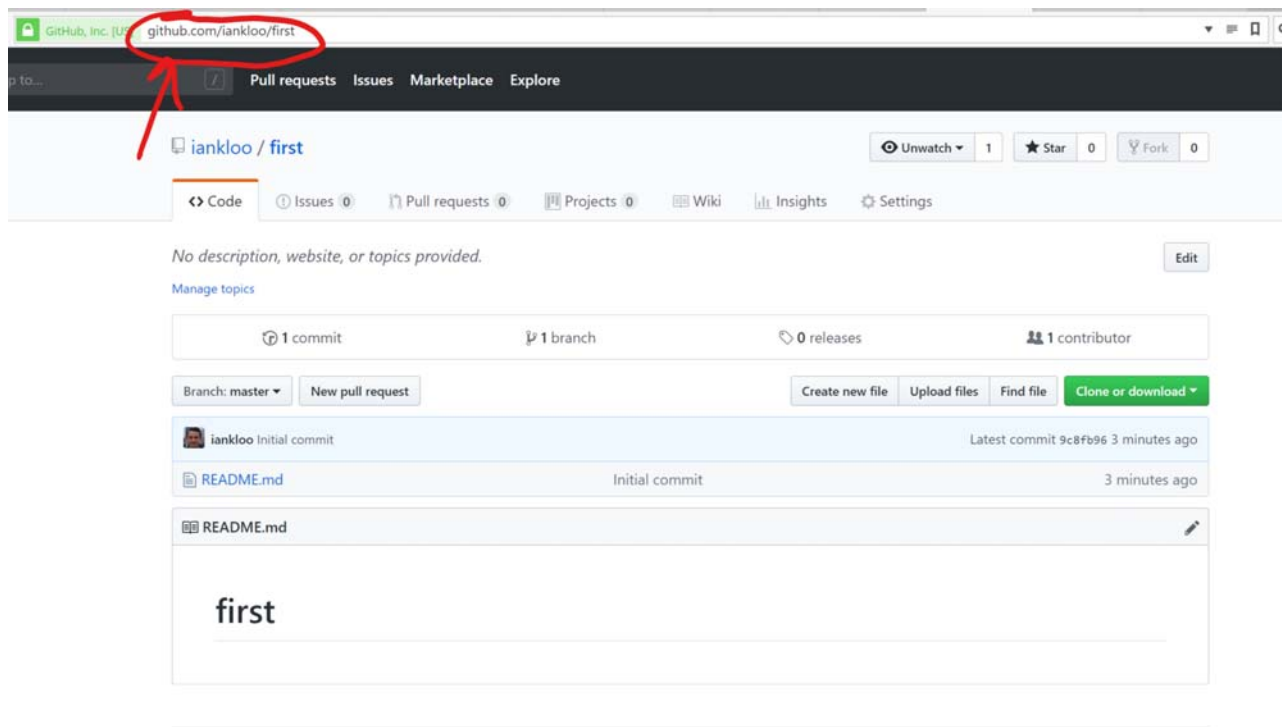 GitHub, Inc. [US github.com/iankloo/first
p to... / Pull requests Issues Marketplace Explore
iankloo / first Unwatch 1 Star 0 Fork 0
Code Issues 0 Pull requests 0 Projects 0 Wiki Insights Settings
No description, website, or topics provided. Edit
Manage topics
1 commit 1 branch 0 releases 1 contributor
Branch: master New pull request Create new file Upload files Find file Clone or download
iankloo Initial commit Latest commit 9c8fb96 3 minutes ago
README.md Initial commit 3 minutes ago
README.md
first